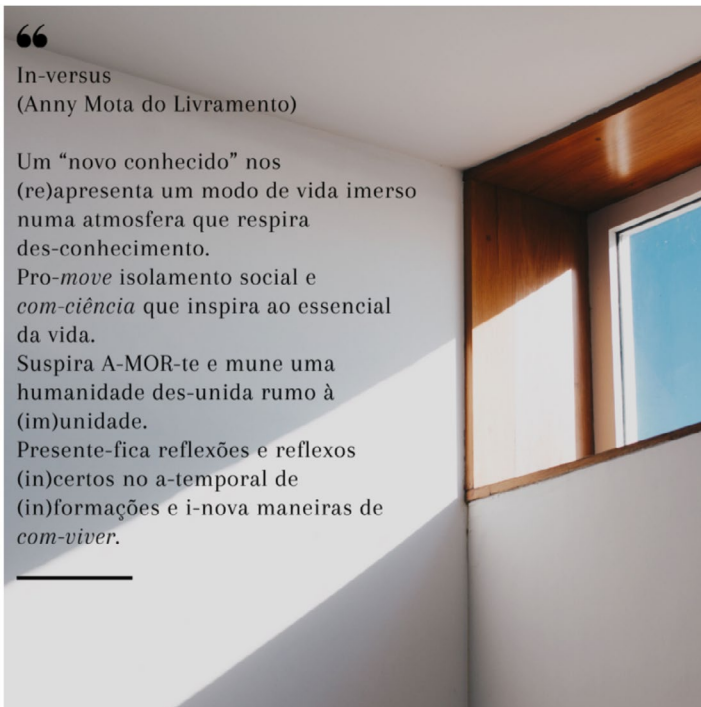 ❝
In-versus
(Anny Mota do Livramento)
Um “novo conhecido” nos
(re)apresenta um modo de vida imerso
numa atmosfera que respira
des-conhecimento.
Pro-move isolamento social e
com-ciência que inspira ao essencial
da vida.
Suspira A-MOR-te e mune uma
humanidade des-unida rumo à
(im)unidade.
Presente-fica reflexões e reflexos
(in)certos no a-temporal de
(in)formações e i-nova maneiras de
com-viver.